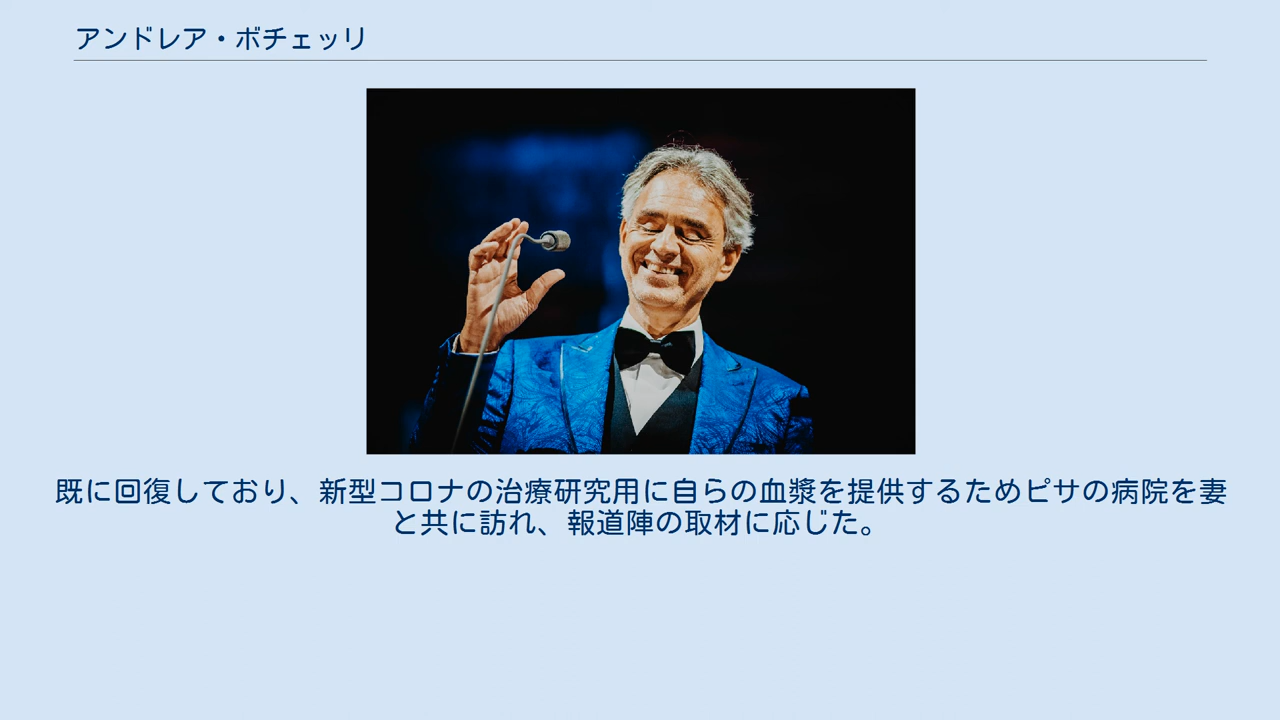 アンドレア・ボチェッリ
既に回復しており、新型コロナの治療研究用に自らの血漿を提供するためピサの病院を妻
と共に訪れ、報道陣の取材に応じた。